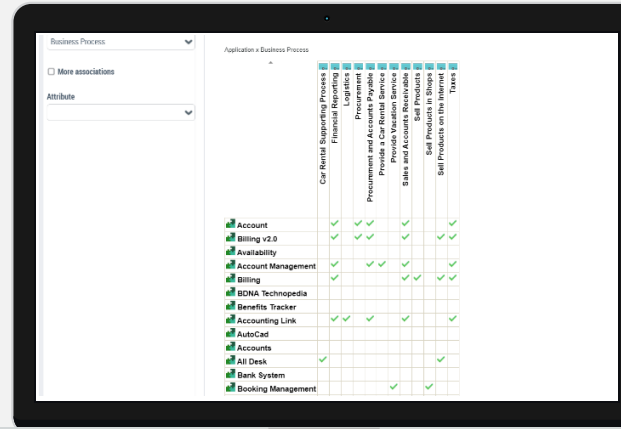 Business Process
More associations
Attribute
Application x Business Process
Car Rental Supporting Process
Financial Reporting
Logistics
Procurement
Procurement and Accounts Payable
Provide a Car Rental Service
Provide Vacation Service
Sales and Accounts Receivable
Sell Products
Sell Products in Shops
Sell Products on the Internet
Taxes
Account
Billing v2.0
Availability
Account Management
Billing
BDNA Technopedia
Benefits Tracker
Accounting Link
AutoCad
Accounts
All Desk
Bank System
Booking Management